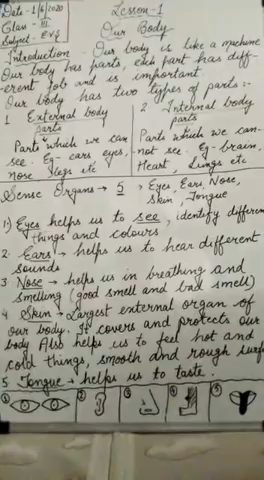 Date - 1/6/2020
Class - III
Subject - EVS
Lesson-1
Our Body
Introduction - Our body is like a machine
Our body has parts, each part has diff-
erent job and is important.
Our body has two types of parts:-
1 External body
parts
Parts which we can
see. Eg- ears, eyes,
nose, legs etc
2 Internal body
parts
Parts which we can-
not see. Eg- brain,
Heart, Lungs etc
Sense Organs → 5 → Eyes, Ears, Nose,
Skin, Tongue
1) Eyes helps us to see, identify different
things and colours
2. Ears → helps us to hear different
sounds
3 Nose → helps us in breathing and
smelling (good smell and bad smell)
4 Skin → Largest external organ of
our body. It covers and protects our
body Also helps us to feel hot and
cold things, smooth and rough surf
5 Tongue → helps us to taste.
1 2 3 4 5